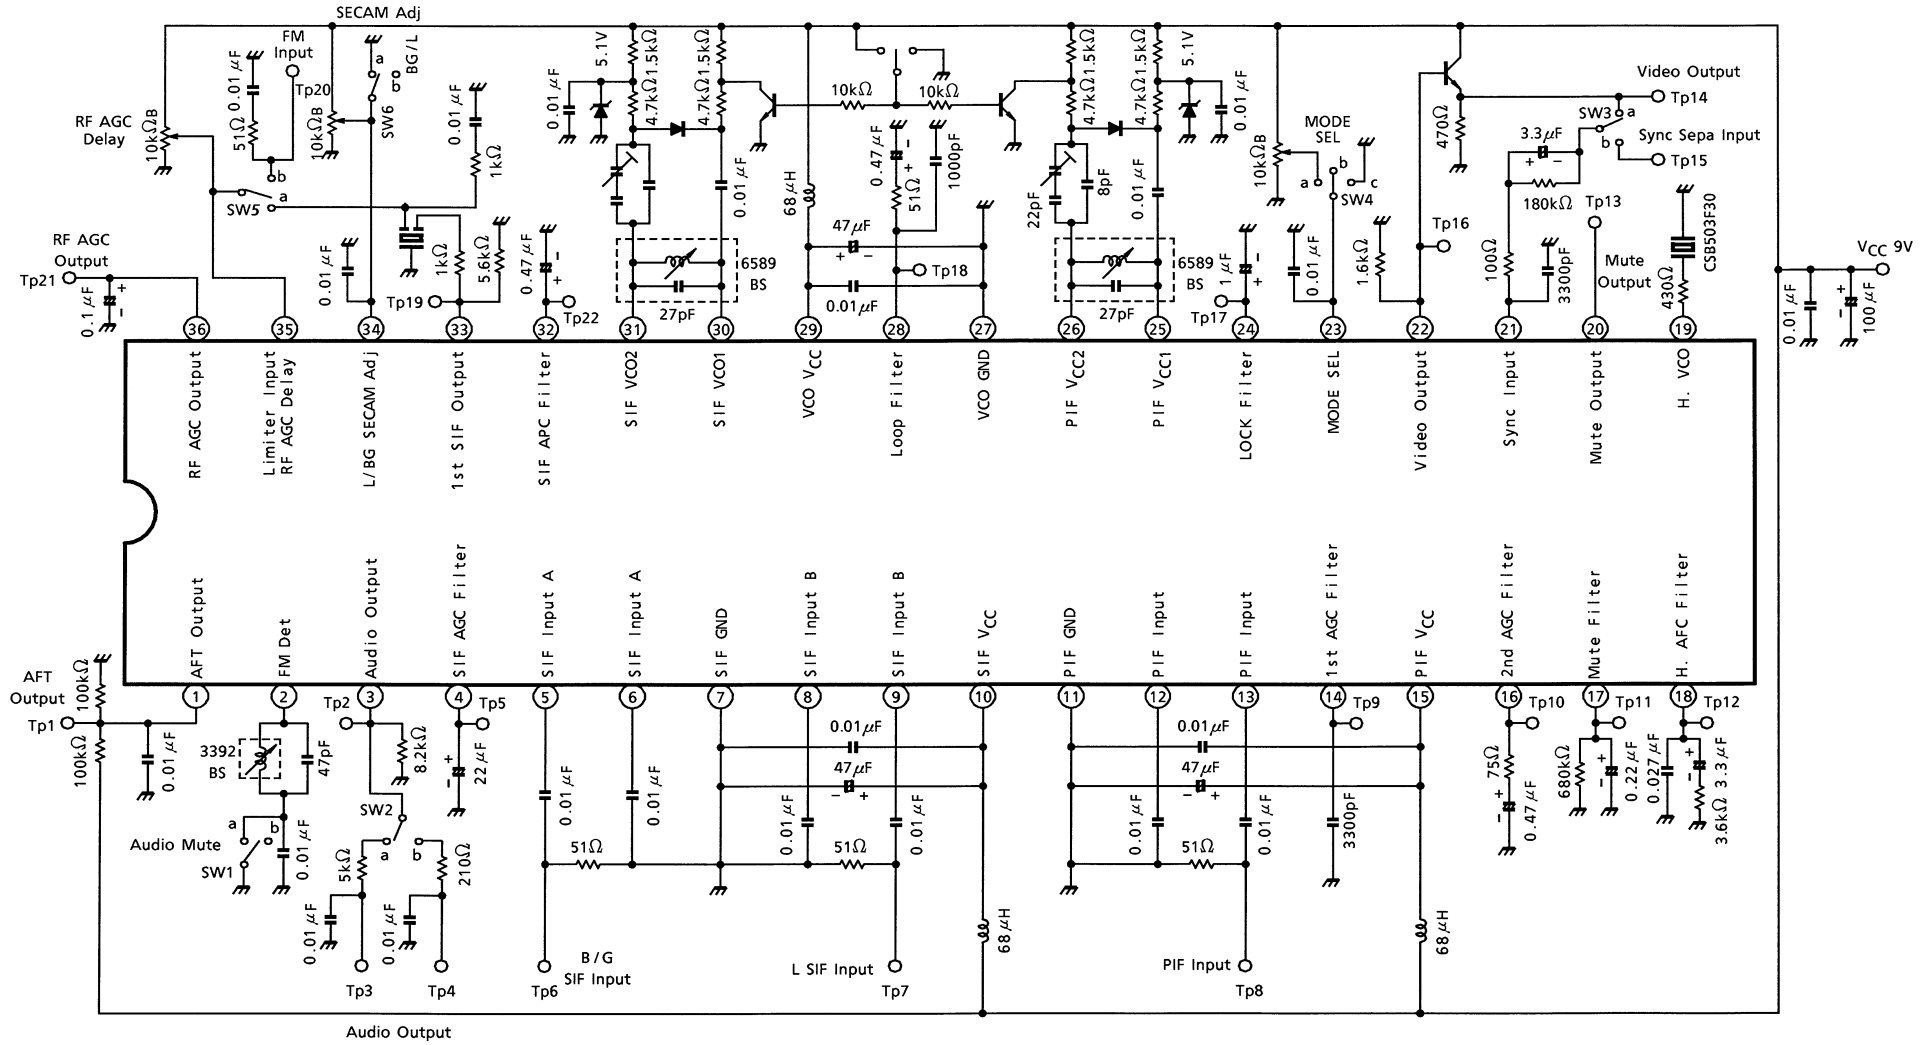 SECAM Adj
FM
Input
Tp20
a
b
BG/L
SW6
RF AGC
Delay
10kΩB
51Ω
0.01μF
10kΩB
0.01μF
1kΩ
b
a
SW5
RF AGC
Output
Tp21
0.1μF
+
-
0.01μF
1kΩ
5.6kΩ
Tp19
0.47μF
-
+
Tp22
0.01μF
5.1V
4.7kΩ
1.5kΩ
4.7kΩ
1.5kΩ
0.01μF
6589
BS
27pF
68μH
47μF
+
-
0.01μF
10kΩ
10kΩ
0.47μF
-
+
51Ω
1000pF
Tp18
4.7kΩ
1.5kΩ
4.7kΩ
1.5kΩ
5.1V
0.01μF
22pF
8pF
0.01μF
6589
BS
27pF
Tp17
1μF
-
+
10kΩB
MODE
SEL
a
b
c
SW4
0.01μF
1.6kΩ
Tp16
470Ω
Video Output
Tp14
SW3
a
b
Sync Sepa Input
Tp15
3.3μF
+
-
180kΩ
100Ω
3300pF
Tp13
Mute
Output
CSB503F30
430Ω
VCC 9V
0.01μF
100μF
+
-
36
35
34
33
32
31
30
29
28
27
26
25
24
23
22
21
20
19
RF AGC Output
Limiter Input
RF AGC Delay
L/BG SECAM Adj
1st SIF Output
SIF APC Filter
SIF VCO2
SIF VCO1
VCO VCC
Loop Filter
VCO GND
PIF VCC2
PIF VCC1
LOCK Filter
MODE SEL
Video Output
Sync Input
Mute Output
H. VCO
AFT Output
FM Det
Audio Output
SIF AGC Filter
SIF Input A
SIF Input A
SIF GND
SIF Input B
SIF Input B
SIF VCC
PIF GND
PIF Input
PIF Input
1st AGC Filter
PIF VCC
2nd AGC Filter
Mute Filter
H. AFC Filter
1
2
3
4
5
6
7
8
9
10
11
12
13
14
15
16
17
18
AFT
Output
Tp1
100kΩ
100kΩ
0.01μF
3392
BS
47pF
Audio Mute
a
b
SW1
0.01μF
Tp2
8.2kΩ
SW2
a
b
5kΩ
210Ω
0.01μF
0.01μF
Tp3
Tp4
Audio Output
Tp5
22μF
+
-
0.01μF
0.01μF
51Ω
B/G
SIF Input
Tp6
0.01μF
47μF
-
+
0.01μF
0.01μF
51Ω
L SIF Input
Tp7
68μH
0.01μF
47μF
-
+
0.01μF
0.01μF
51Ω
PIF Input
Tp8
Tp9
3300pF
68μH
Tp10
75Ω
0.47μF
+
-
Tp11
680kΩ
0.22μF
+
-
Tp12
0.027μF
3.6kΩ
3.3μF
+
-